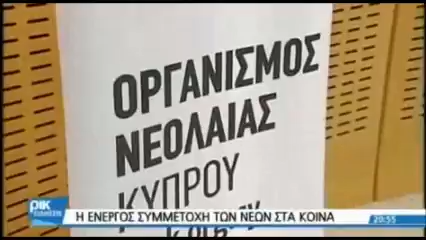 ΟΡΓΑΝΙΣΜΟΣ
ΝΕΟΛΑΙΑΣ
ΚΥΠΡΟΥ
Η ΕΝΕΡΓΟΣ ΣΥΜΜΕΤΟΧΗ ΤΩΝ ΝΕΩΝ ΣΤΑ ΚΟΙΝΑ
ΡΙΚ
20:55